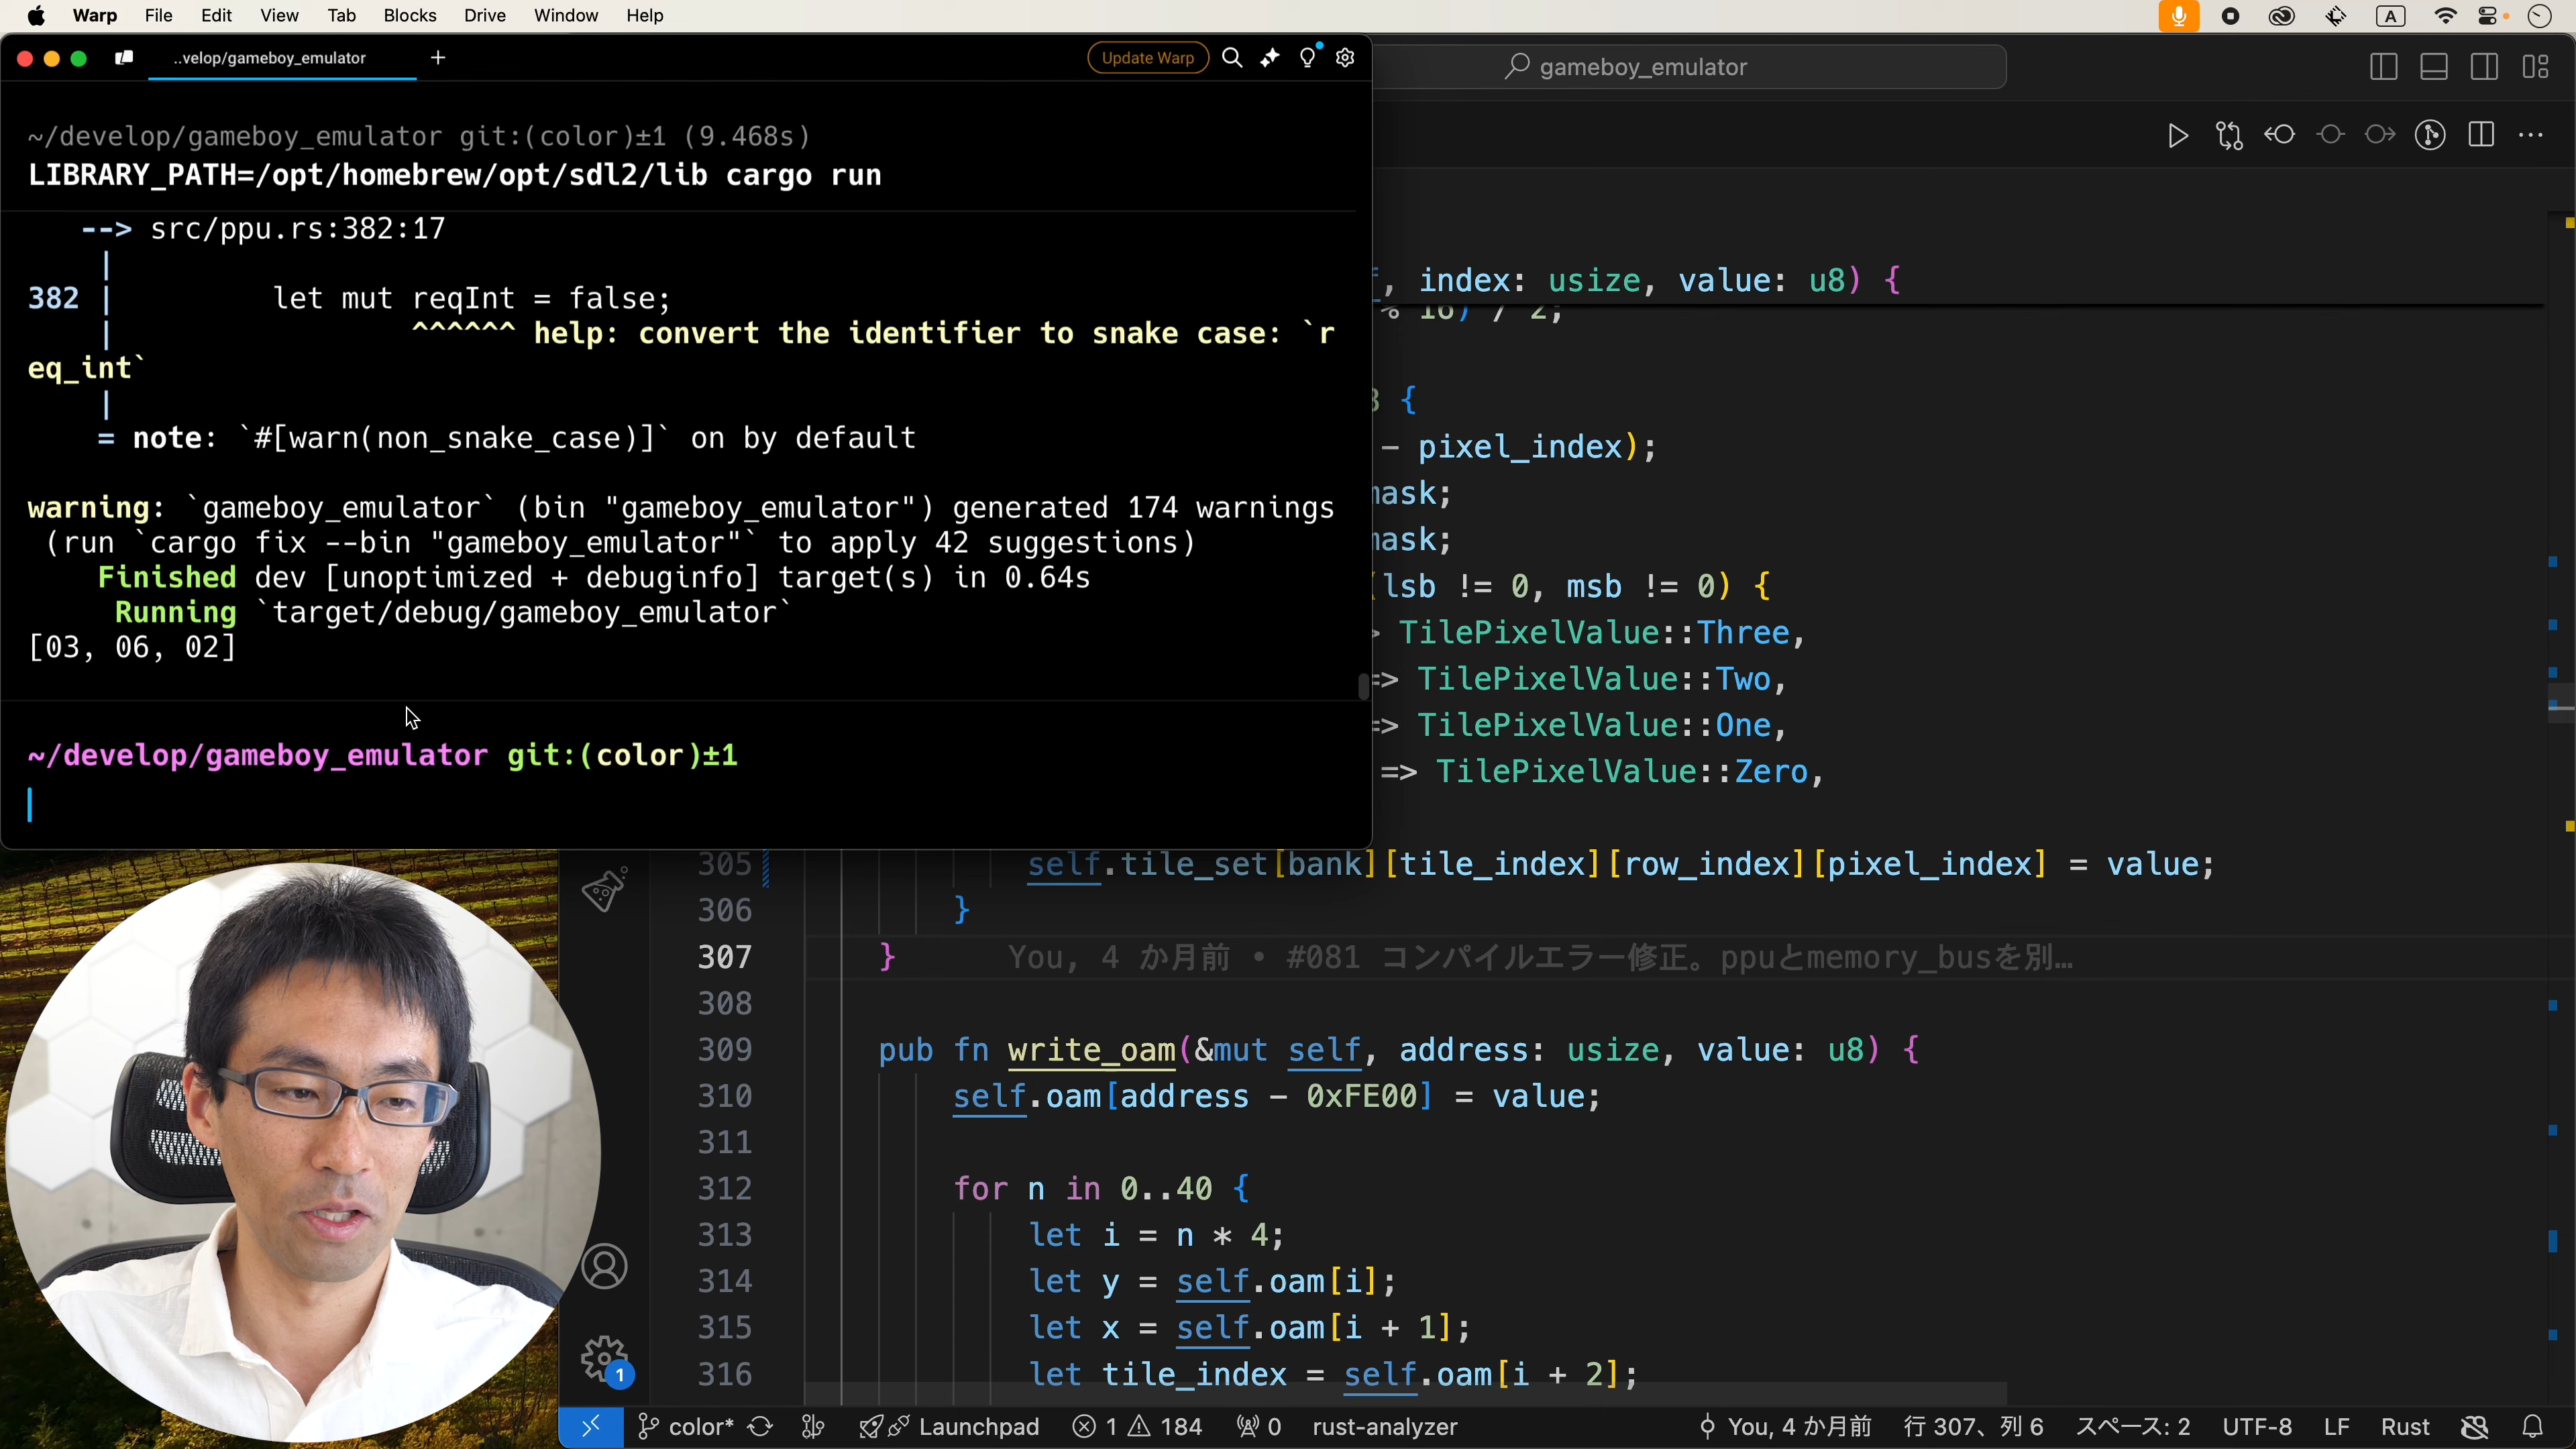 Warp File Edit View Tab Blocks Drive Window Help
A
..velop/gameboy_emulator +
Update Warp
gameboy_emulator
~/develop/gameboy_emulator git:(color)±1 (9.468s)
LIBRARY_PATH=/opt/homebrew/opt/sdl2/lib cargo run
--> src/ppu.rs:382:17
|
382 | let mut reqInt = false;
| ^^^^^^ help: convert the identifier to snake case: `r
eq_int`
|
= note: `#[warn(non_snake_case)]` on by default
warning: `gameboy_emulator` (bin "gameboy_emulator") generated 174 warnings
(run `cargo fix --bin "gameboy_emulator"` to apply 42 suggestions)
Finished dev [unoptimized + debuginfo] target(s) in 0.64s
Running `target/debug/gameboy_emulator`
[03, 06, 02]
~/develop/gameboy_emulator git:(color)±1
, index: usize, value: u8) {
% 16) / 2;
{
- pixel_index);
mask;
mask;
(lsb != 0, msb != 0) {
TilePixelValue::Three,
=> TilePixelValue::Two,
=> TilePixelValue::One,
=> TilePixelValue::Zero,
305 self.tile_set[bank][tile_index][row_index][pixel_index] = value;
306 }
307 } You, 4 か月前 • #081 コンパイルエラー修正。ppuとmemory_busを別…
308
309 pub fn write_oam(&mut self, address: usize, value: u8) {
310 self.oam[address - 0xFE00] = value;
311
312 for n in 0..40 {
313 let i = n * 4;
314 let y = self.oam[i];
315 let x = self.oam[i + 1];
316 let tile_index = self.oam[i + 2];
1
color* Launchpad 1 184 0 rust-analyzer You, 4 か月前 行 307、列 6 スペース: 2 UTF-8 LF Rust